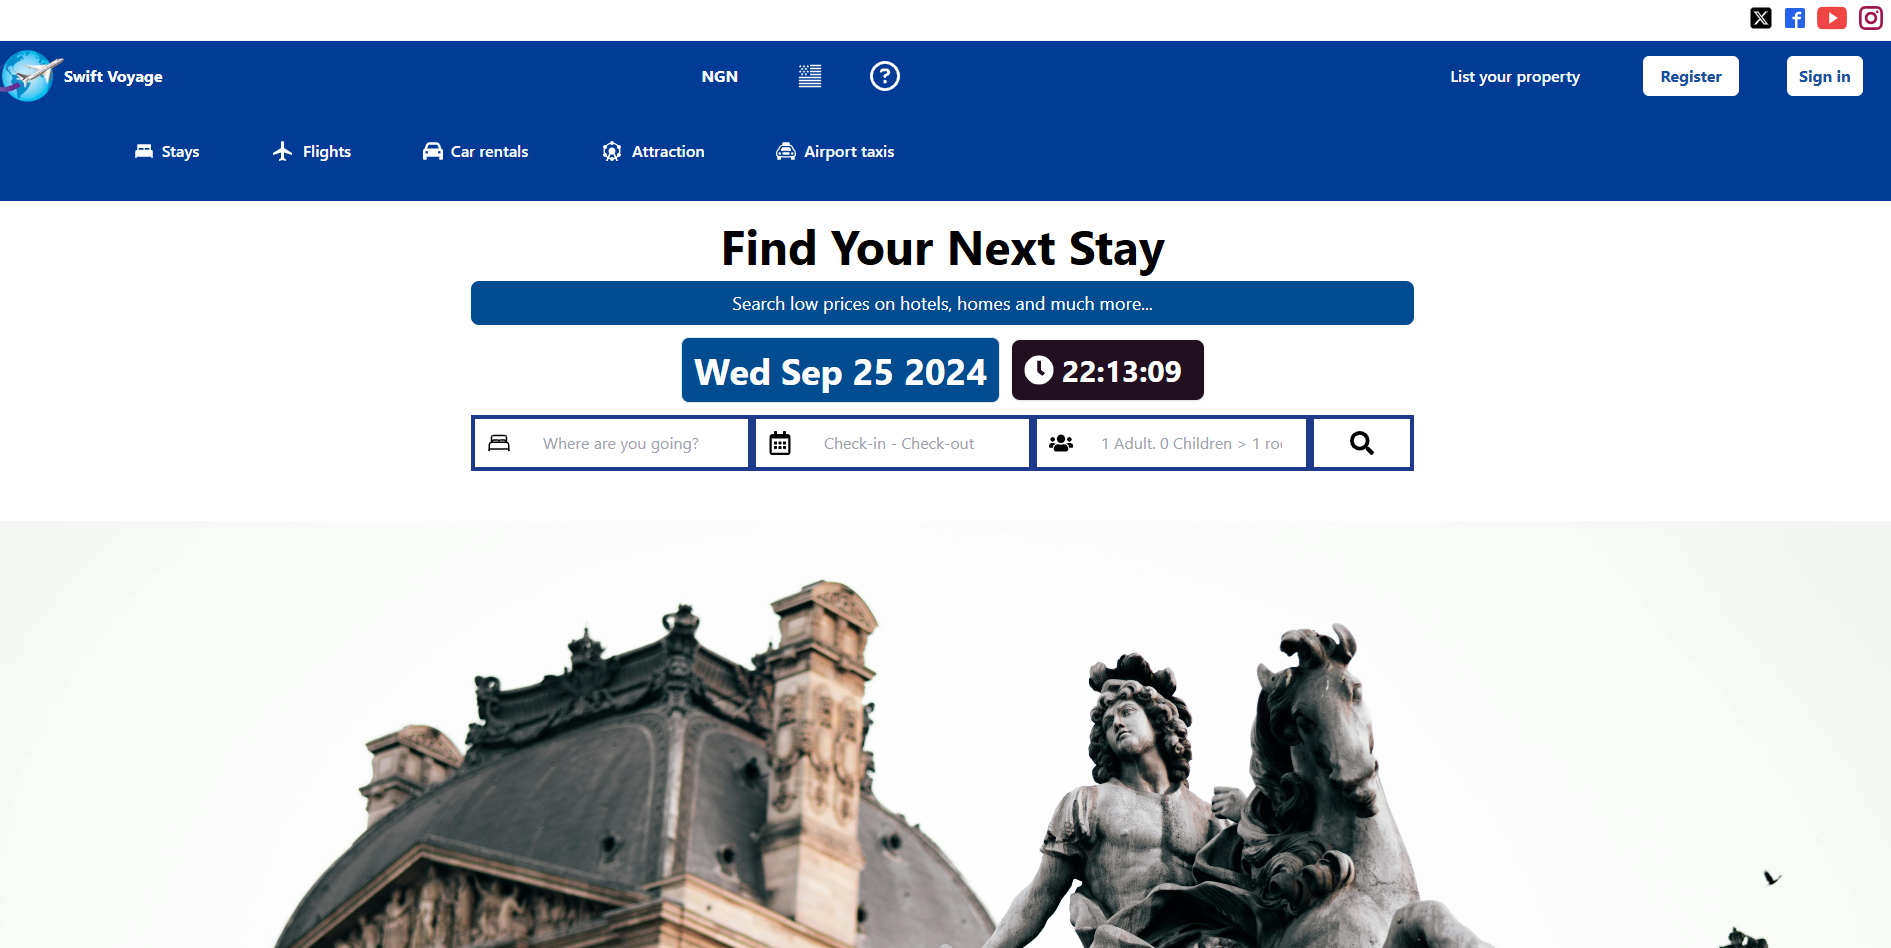 Swift Voyage
NGN
List your property
Register
Sign in
Stays
Flights
Car rentals
Attraction
Airport taxis
Find Your Next Stay
Search low prices on hotels, homes and much more...
Wed Sep 25 2024
22:13:09
Where are you going?
Check-in - Check-out
1 Adult. 0 Children > 1